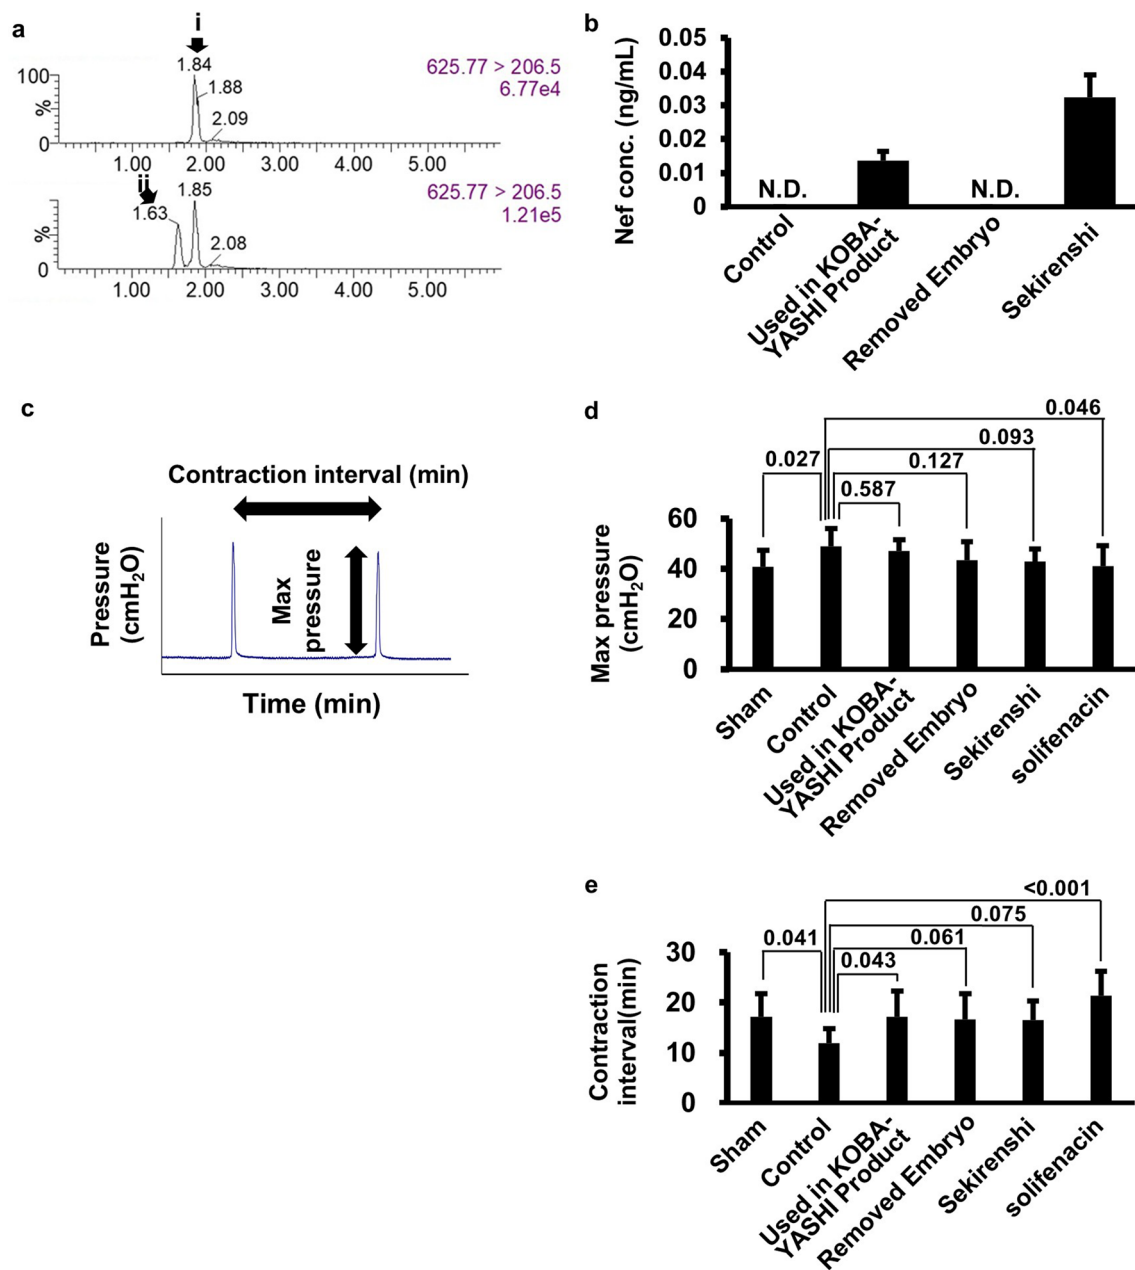 a
i
1.84
625.77 > 206.5
6.77e4
100
1.88
%
2.09
0
1.00 2.00 3.00 4.00 5.00
ii
1.85
625.77 > 206.5
1.21e5
1.63
%
2.08
0
1.00 2.00 3.00 4.00 5.00
b
Nef conc. (ng/mL)
0.05
0.04
0.03
0.02
0.01
0
N.D.
N.D.
Control
Used in KOBA-
YASHI Product
Removed Embryo
Sekirenshi
c
Contraction interval (min)
Pressure
(cmH2O)
Max
pressure
Time (min)
d
0.046
0.093
0.027
0.127
0.587
Max pressure
(cmH2O)
60
40
20
0
Sham
Control
Used in KOBA-
YASHI Product
Removed Embryo
Sekirenshi
solifenacin
e
<0.001
0.075
0.041
0.061
0.043
Contraction
interval(min)
30
20
10
0
Sham
Control
Used in KOBA-
YASHI Product
Removed Embryo
Sekirenshi
solifenacin